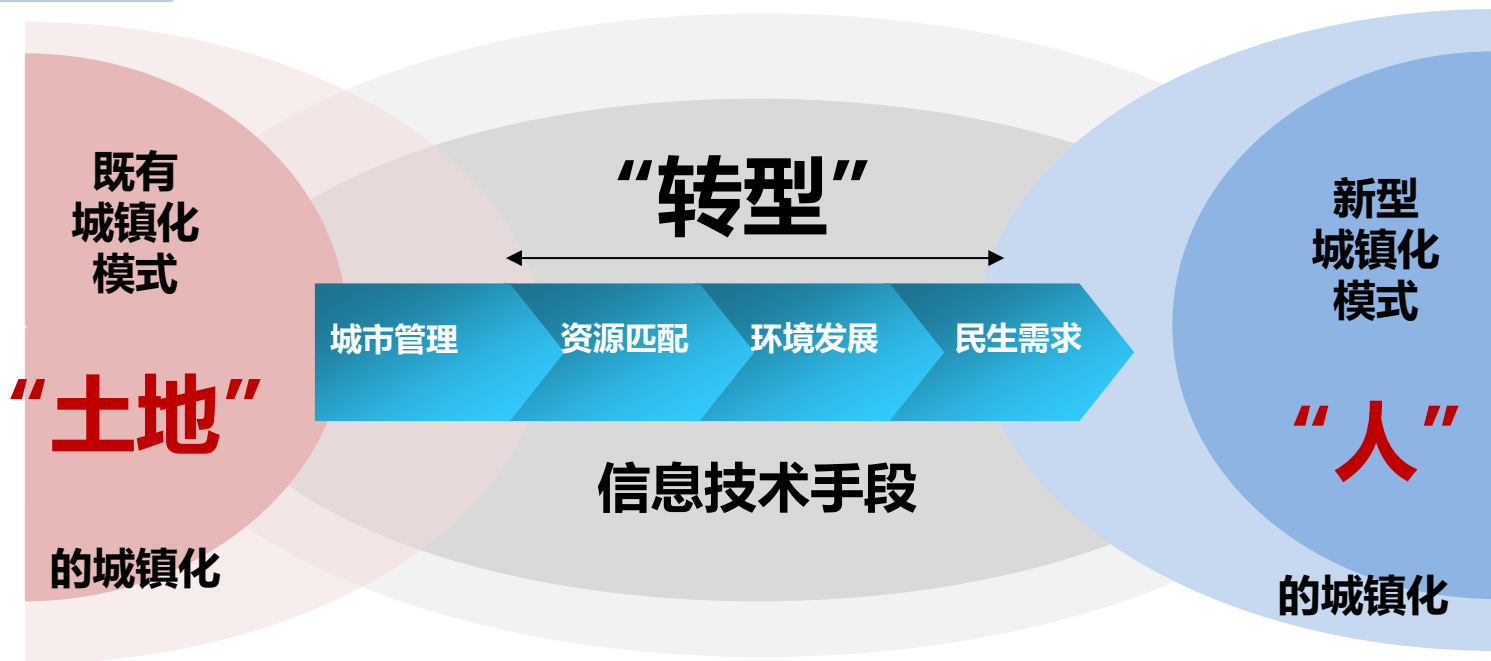 既有
城镇化
模式
“土地”
的城镇化
“转型”
城市管理
资源匹配
环境发展
民生需求
信息技术手段
新型
城镇化
模式
“人”
的城镇化